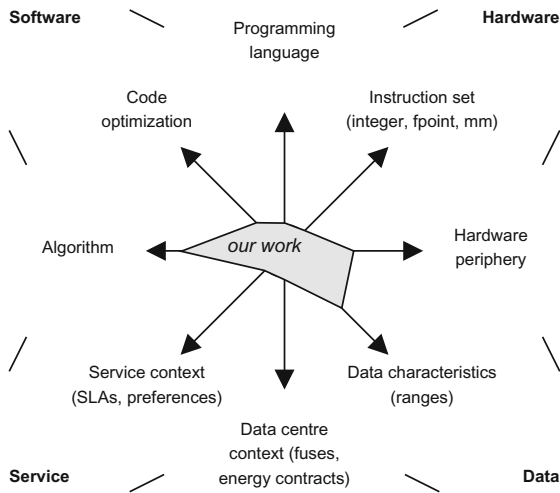 Software
Hardware
Programming
language
Code
optimization
Instruction set
(integer, fpoint, mm)
Algorithm
our work
Hardware
periphery
Service context
(SLAs, preferences)
Data characteristics
(ranges)
Data centre
context (fuses,
energy contracts)
Service
Data